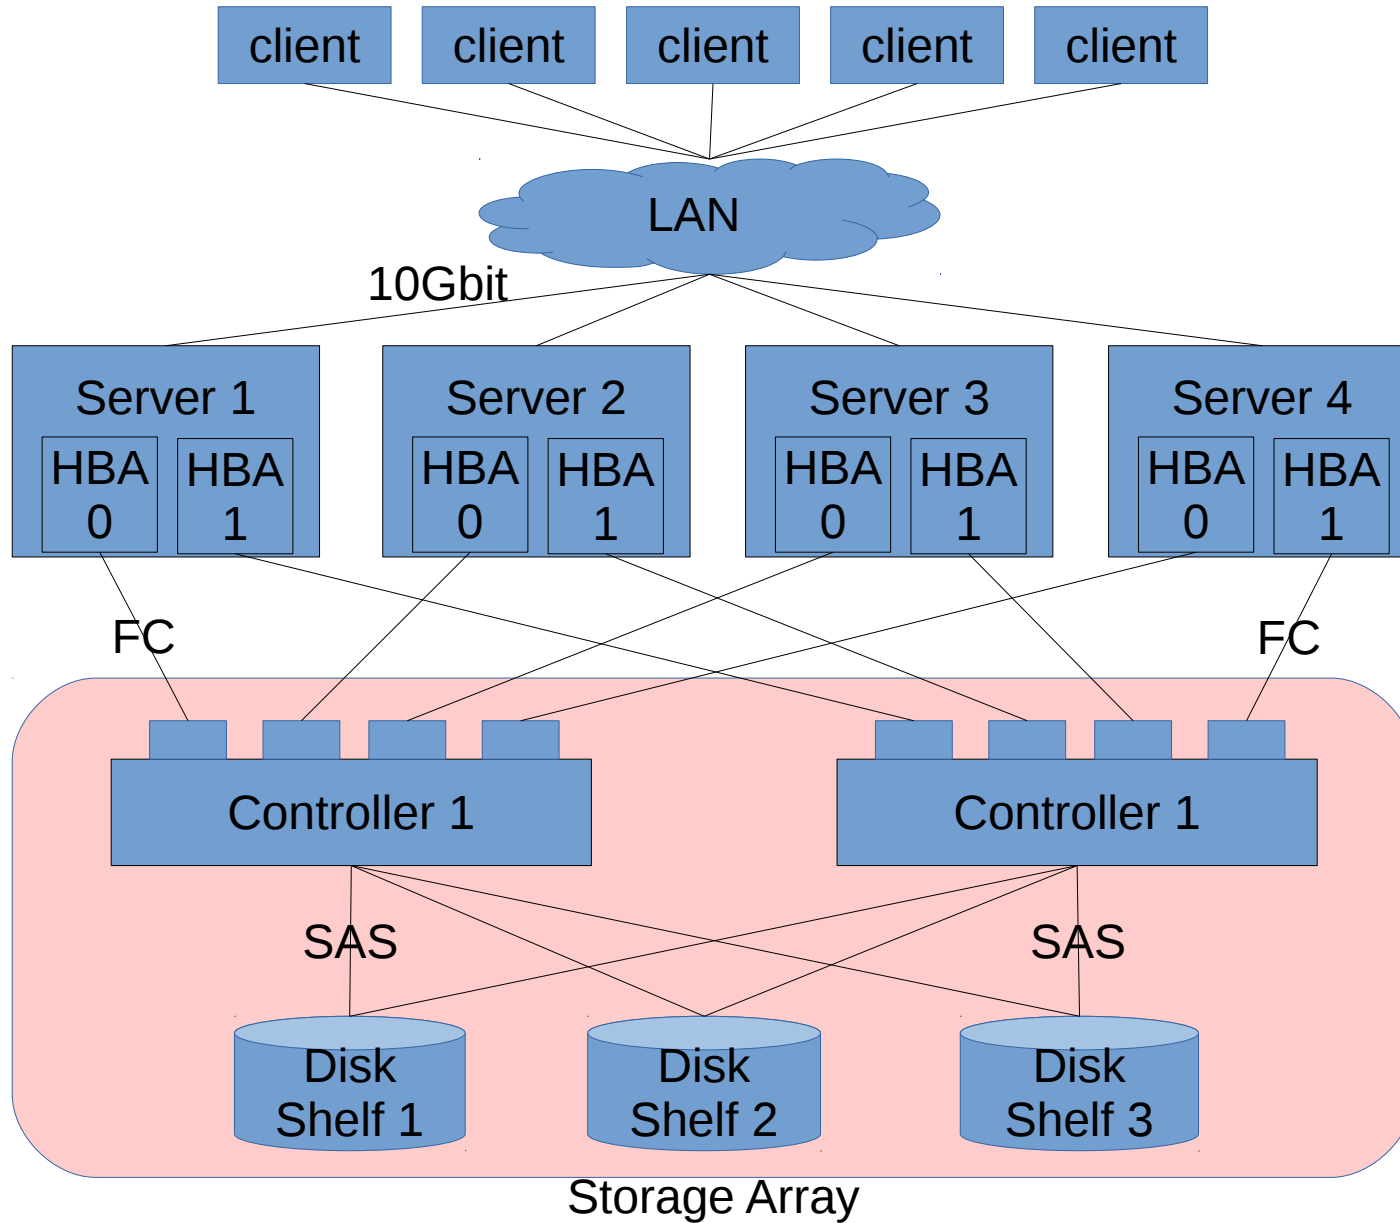 client client client client client
LAN
10Gbit
Server 1 Server 2 Server 3 Server 4
HBA HBA HBA HBA HBA HBA HBA HBA
0 1 0 1 0 1 0 1
FC FC
Controller 1 Controller 1
SAS SAS
Disk Disk Disk
Shelf 1 Shelf 2 Shelf 3
Storage Array